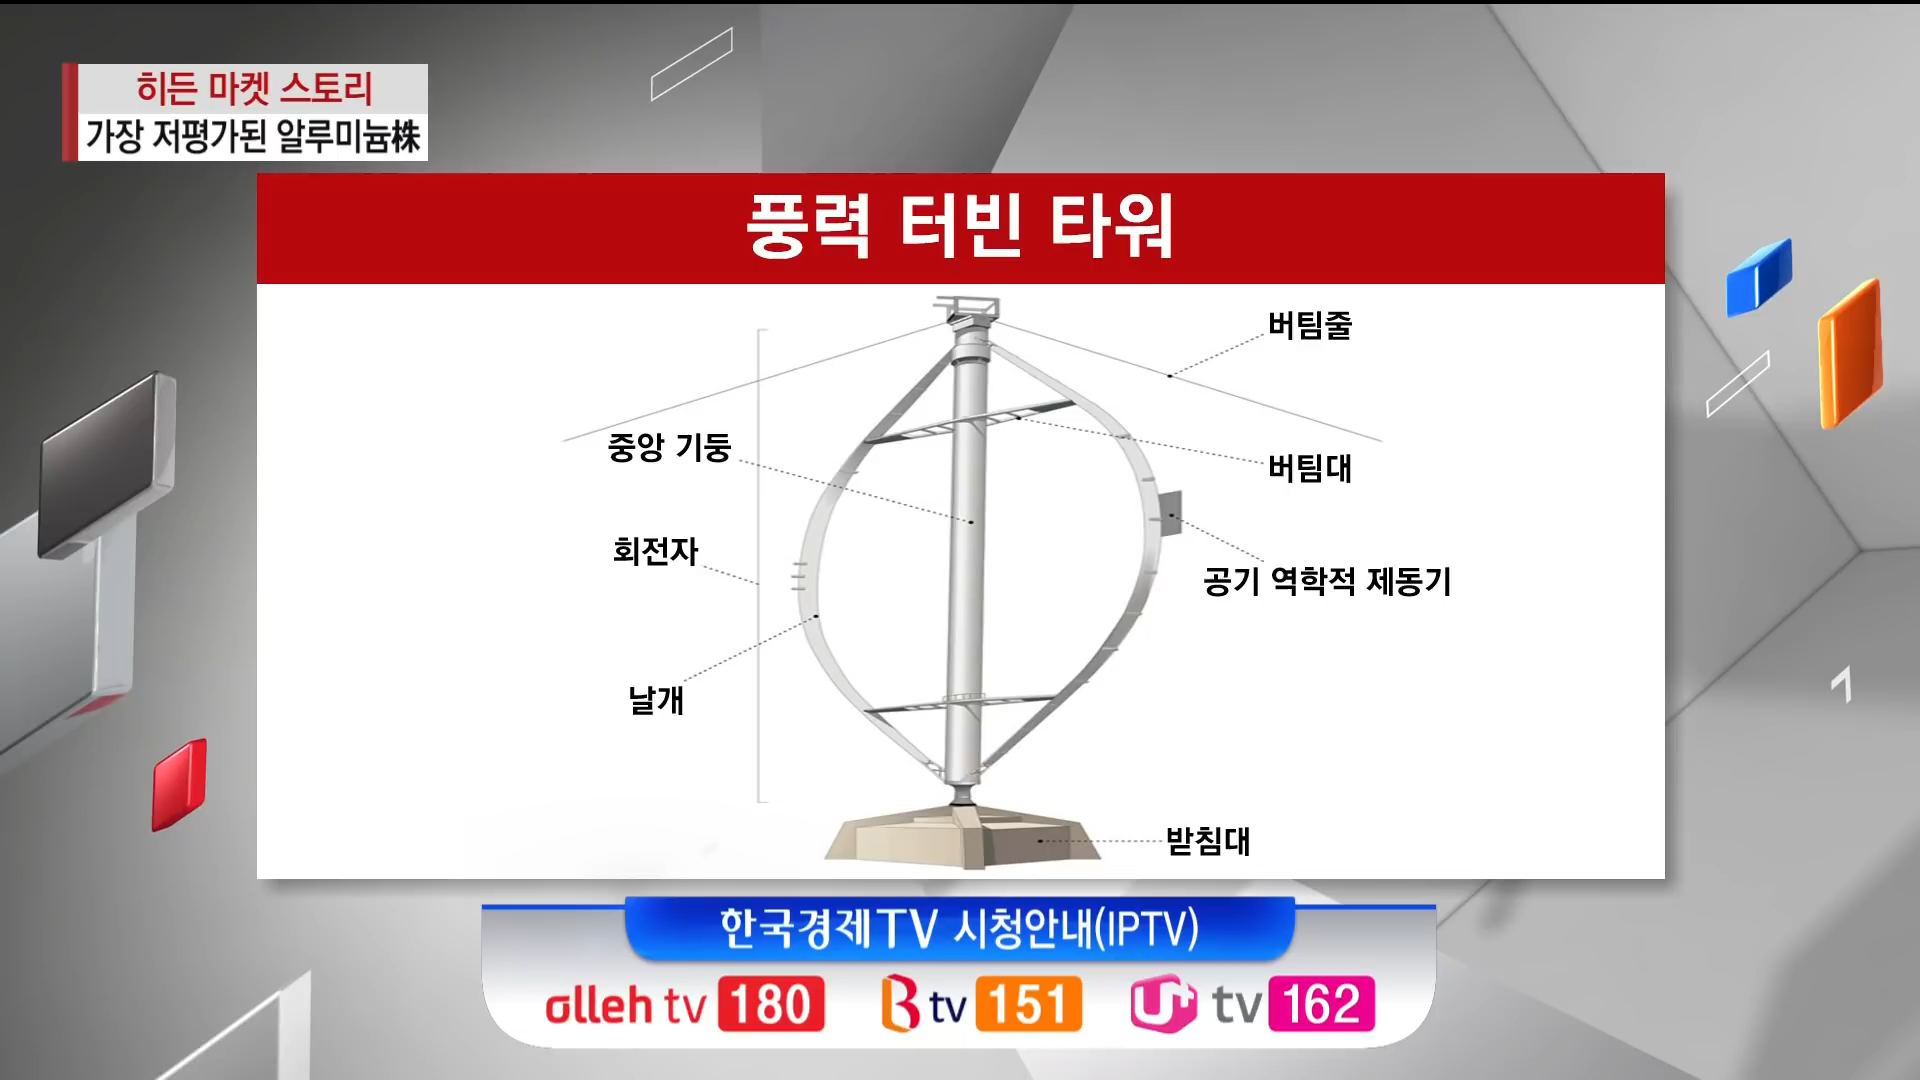 히든 마켓 스토리
가장 저평가된 알루미늄株
풍력 터빈 타워
버팀줄
중앙 기둥
버팀대
회전자
공기 역학적 제동기
날개
받침대
한국경제TV 시청안내(IPTV)
olleh tv 180 B tv 151 U+ tv 162